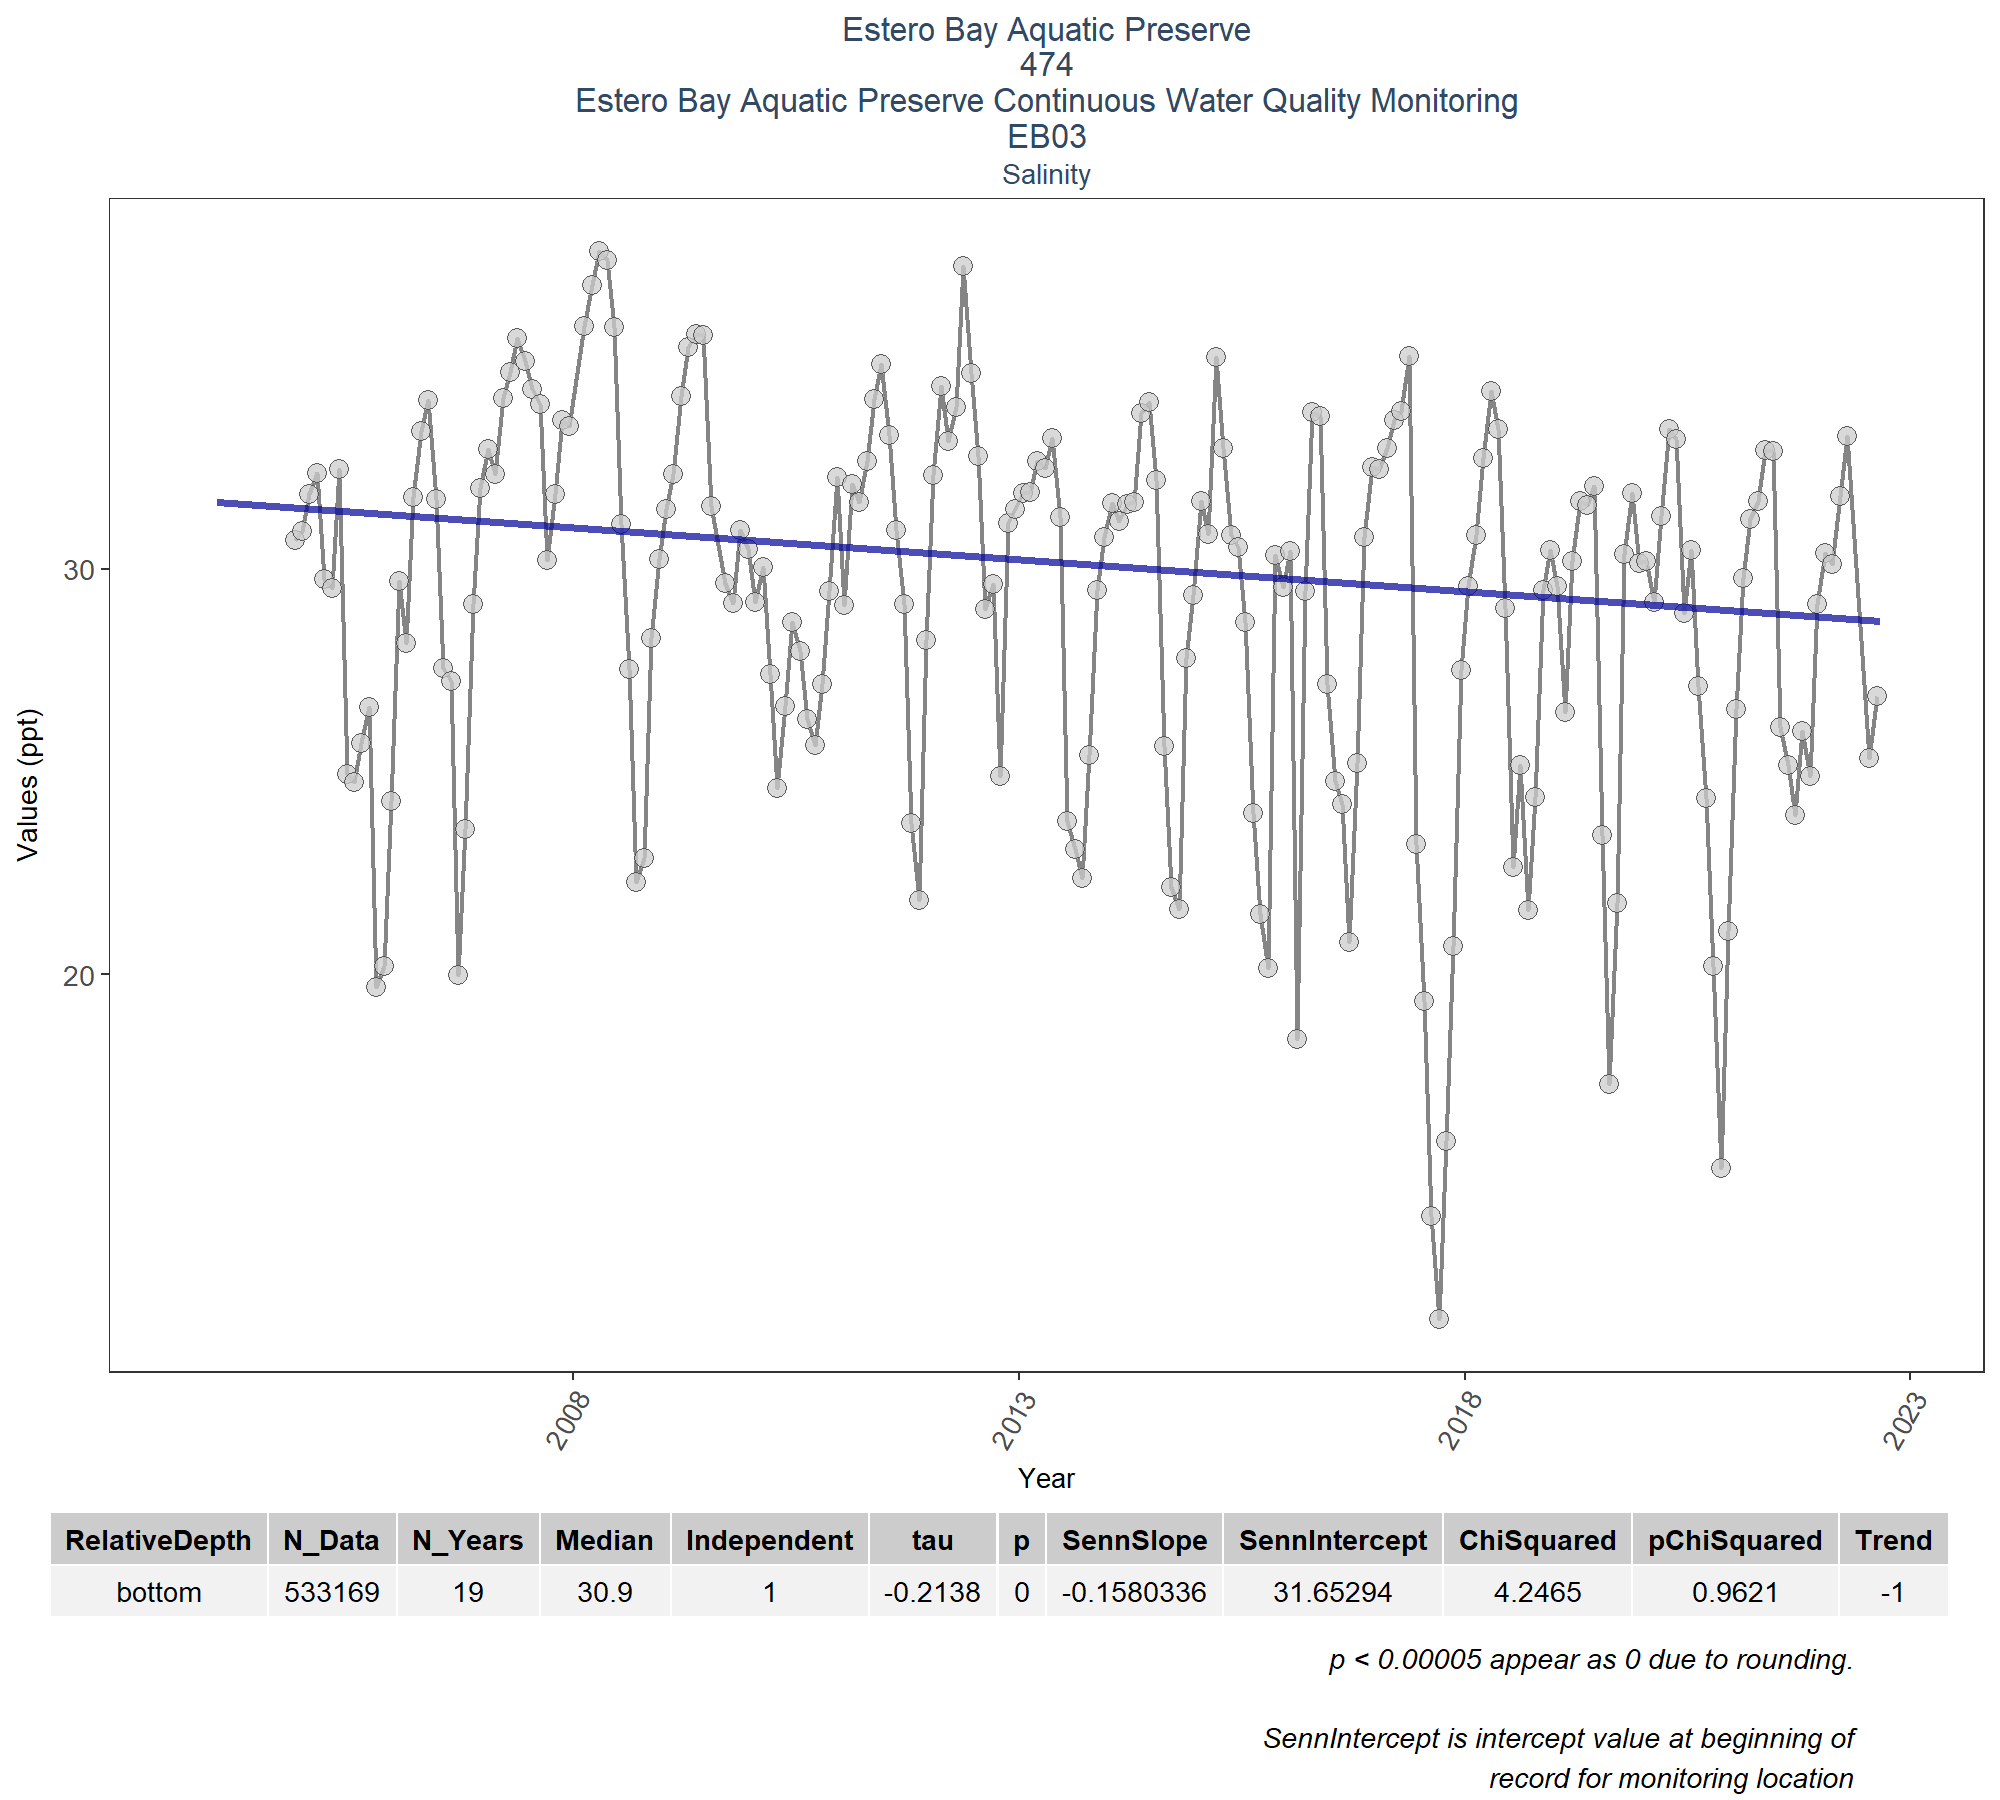 Estero Bay Aquatic Preserve
474
Estero Bay Aquatic Preserve Continuous Water Quality Monitoring
EB03
Salinity
Values (ppt)
30
20
2008
2013
2018
2023
Year
RelativeDepth N_Data N_Years Median Independent tau p SennSlope SennIntercept ChiSquared pChiSquared Trend
bottom 533169 19 30.9 1 -0.2138 0 -0.1580336 31.65294 4.2465 0.9621 -1
p < 0.00005 appear as 0 due to rounding.
SennIntercept is intercept value at beginning of
record for monitoring location